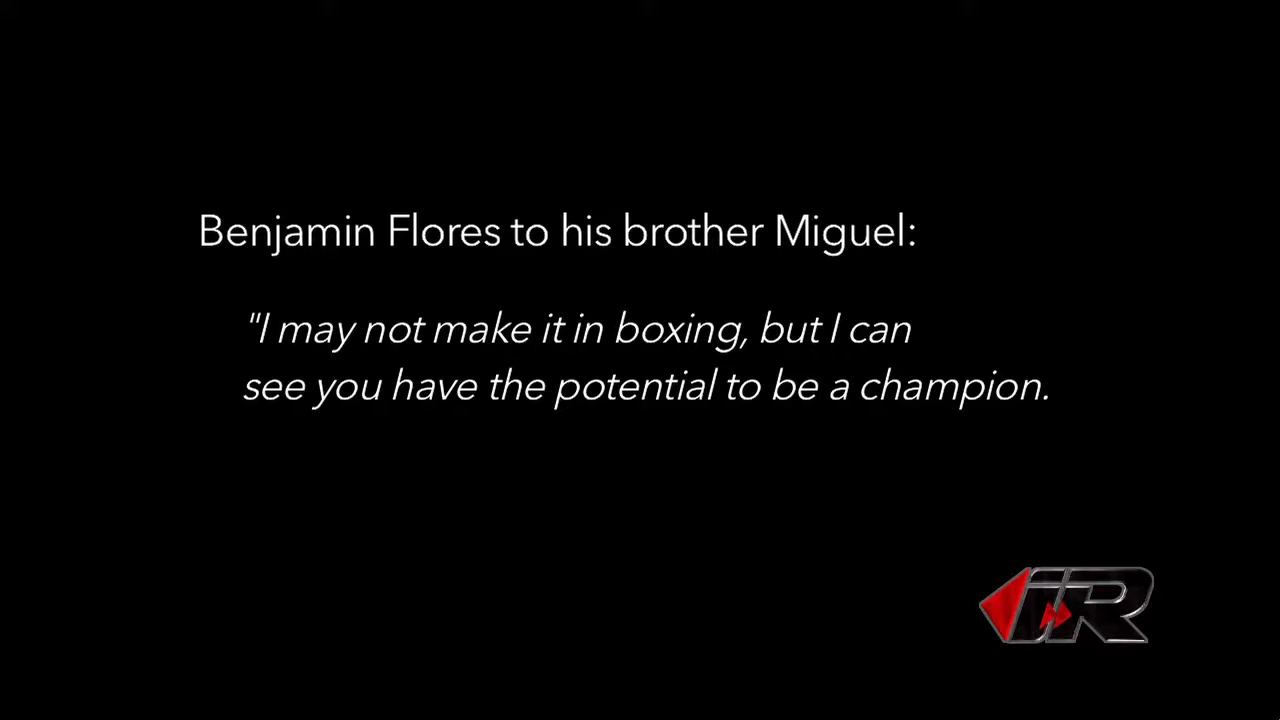 Benjamin Flores to his brother Miguel:
"I may not make it in boxing, but I can
see you have the potential to be a champion.
iR